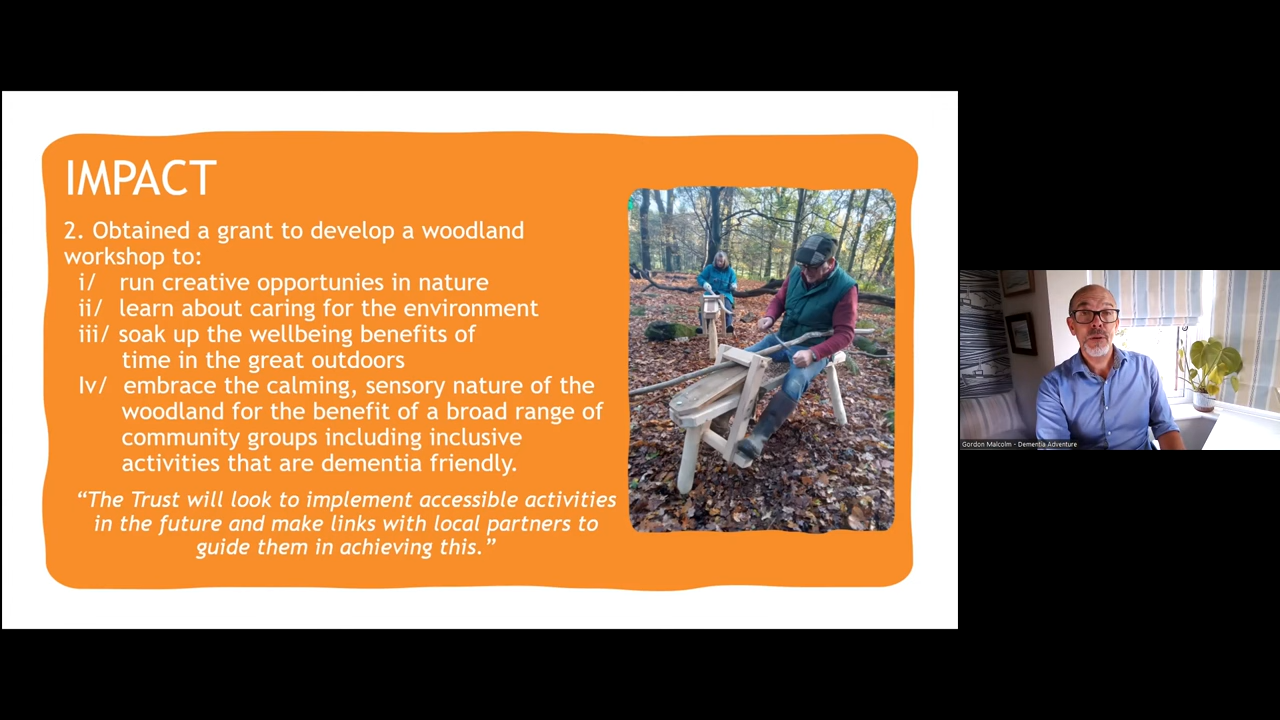 IMPACT
2. Obtained a grant to develop a woodland
workshop to:
i/ run creative opportunies in nature
ii/ learn about caring for the environment
iii/ soak up the wellbeing benefits of
time in the great outdoors
Iv/ embrace the calming, sensory nature of the
woodland for the benefit of a broad range of
community groups including inclusive
activities that are dementia friendly.
“The Trust will look to implement accessible activities
in the future and make links with local partners to
guide them in achieving this.”
Gordon Malcolm - Dementia Adventure